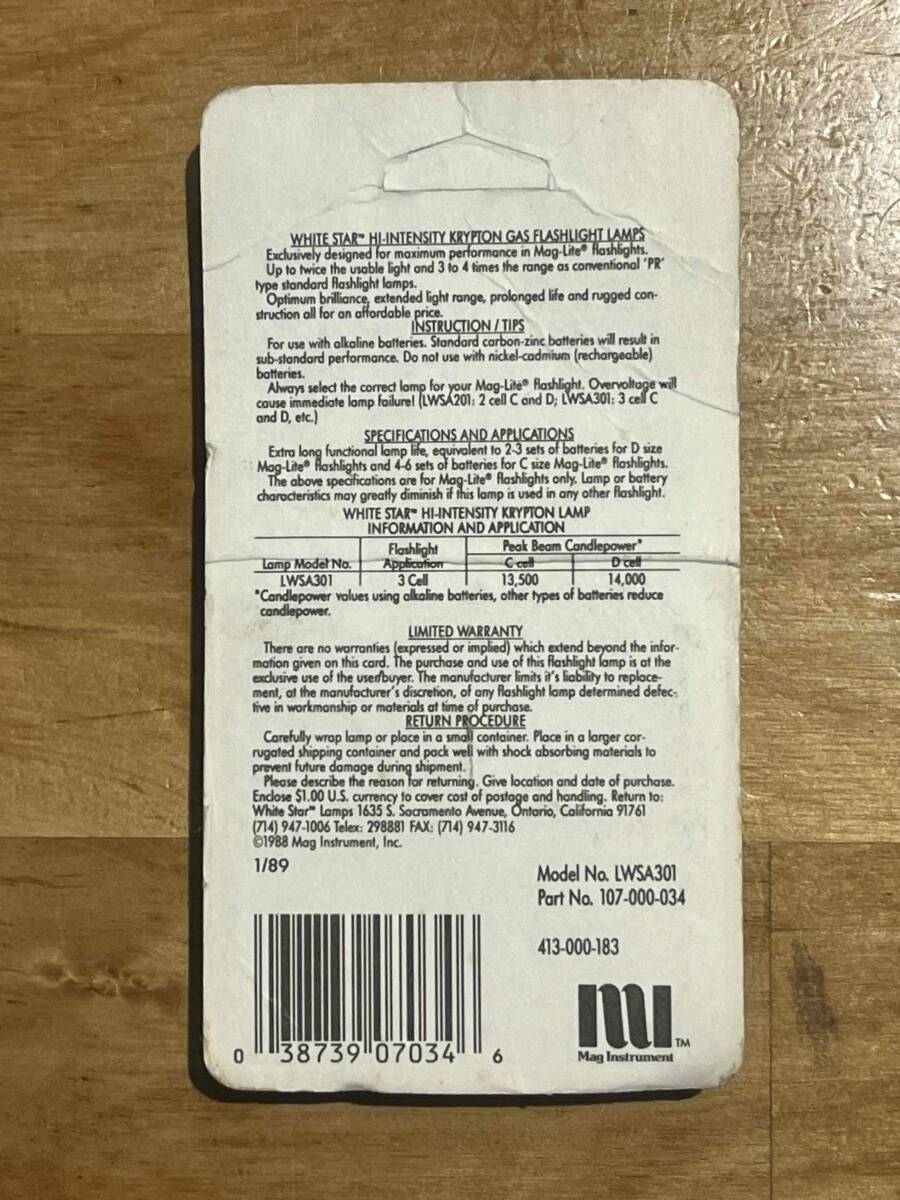 WHITE STAR™ HI-INTENSITY KRYPTON GAS FLASHLIGHT LAMPS
Exclusively designed for maximum performance in Mag-Lite® flashlights.
Up to twice the usable light and 3 to 4 times the range as conventional ‘PR’
type standard flashlight lamps.
Optimum brilliance, extended light range, prolonged life and rugged con-
struction all for an affordable price.
INSTRUCTION / TIPS
For use with alkaline batteries. Standard carbon-zinc batteries will result in
sub-standard performance. Do not use with nickel-cadmium (rechargeable)
batteries.
Always select the correct lamp for your Mag-Lite® flashlight. Overvoltage will
cause immediate lamp failure! (LWSA201: 2 cell C and D; LWSA301: 3 cell C
and D, etc.)
SPECIFICATIONS AND APPLICATIONS
Extra long functional lamp life, equivalent to 2-3 sets of batteries for D size
Mag-Lite® flashlights and 4-6 sets of batteries for C size Mag-Lite® flashlights.
The above specifications are for Mag-Lite® flashlights only. Lamp or battery
characteristics may greatly diminish if this lamp is used in any other flashlight.
WHITE STAR™ HI-INTENSITY KRYPTON LAMP
INFORMATION AND APPLICATION
Flashlight Peak Beam Candlepower*
Lamp Model No. Application C cell D cell
LWSA301 3 Cell 13,500 14,000
*Candlepower values using alkaline batteries, other types of batteries reduce
candlepower.
LIMITED WARRANTY
There are no warranties (expressed or implied) which extend beyond the infor-
mation given on this card. The purchase and use of this flashlight lamp is at the
exclusive use of the user/buyer. The manufacturer limits it’s liability to replace-
ment, at the manufacturer’s discretion, of any flashlight lamp determined defec-
tive in workmanship or materials at time of purchase.
RETURN PROCEDURE
Carefully wrap lamp or place in a small container. Place in a larger cor-
rugated shipping container and pack well with shock absorbing materials to
prevent future damage during shipment.
Please describe the reason for returning. Give location and date of purchase.
Enclose $1.00 U.S. currency to cover cost of postage and handling. Return to:
White Star™ Lamps 1635 S. Sacramento Avenue, Ontario, California 91761
(714) 947-1006 Telex: 298881 FAX: (714) 947-3116
©1988 Mag Instrument, Inc.
1/89
Model No. LWSA301
Part No. 107-000-034
413-000-183
0 38739 07034 6
TM
Mag Instrument